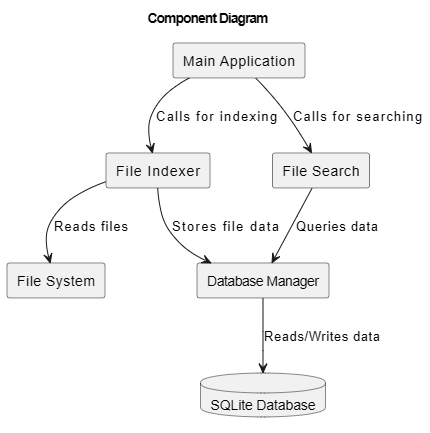 Component Diagram
Main Application
Calls for indexing
Calls for searching
File Indexer
File Search
Reads files
Stores file data
Queries data
File System
Database Manager
Reads/Writes data
SQLite Database